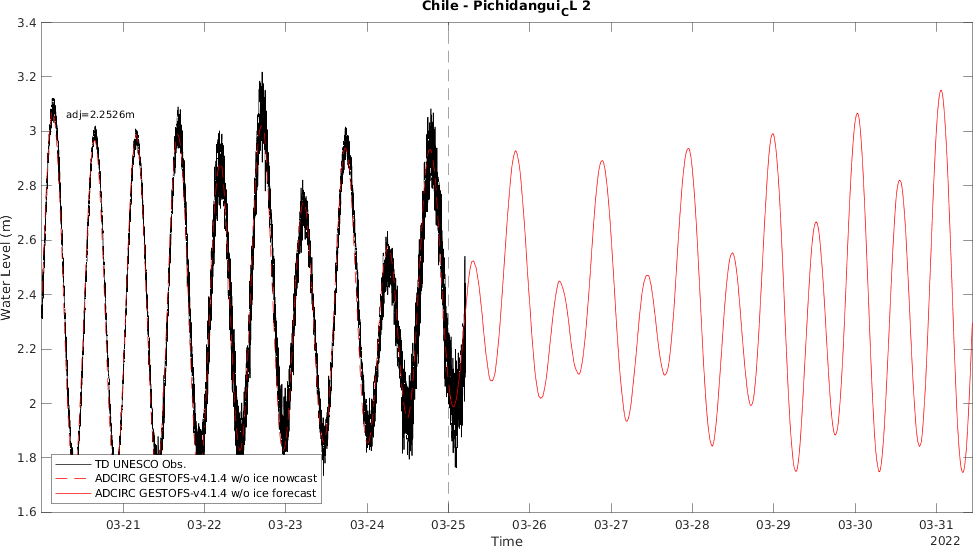 Chile - PichidanguiCL 2
3.4
3.2
3
2.8
2.6
2.4
2.2
2
1.8
1.6
Water Level (m)
adj=2.2526m
TD UNESCO Obs.
ADCIRC GESTOFS-v4.1.4 w/o ice nowcast
ADCIRC GESTOFS-v4.1.4 w/o ice forecast
03-21 03-22 03-23 03-24 03-25 03-26 03-27 03-28 03-29 03-30 03-31
Time
2022